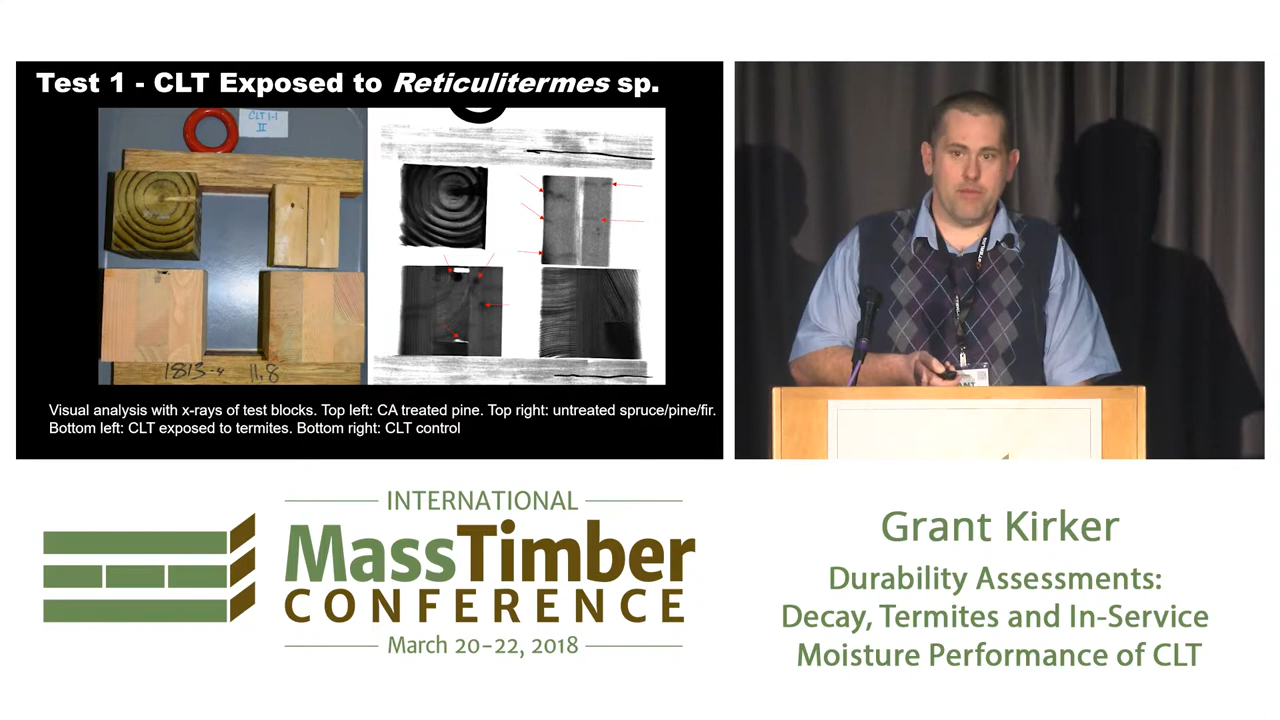 Test 1 - CLT Exposed to Reticulitermes sp.
CLT 1-1
II
1813-4 11.8
Visual analysis with x-rays of test blocks. Top left: CA treated pine. Top right: untreated spruce/pine/fir.
Bottom left: CLT exposed to termites. Bottom right: CLT control
INTERNATIONAL
MassTimber
CONFERENCE
March 20-22, 2018
Grant Kirker
Durability Assessments:
Decay, Termites and In-Service
Moisture Performance of CLT